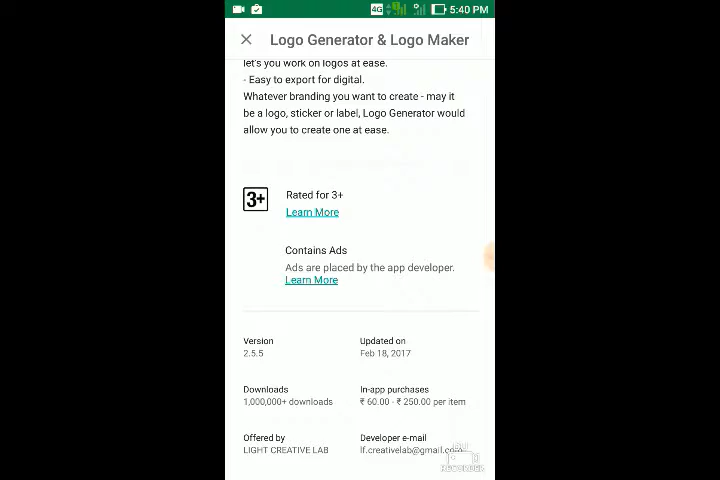 4G 5:40 PM
Logo Generator & Logo Maker
let's you work on logos at ease.
- Easy to export for digital.
Whatever branding you want to create - may it
be a logo, sticker or label, Logo Generator would
allow you to create one at ease.
3+
Rated for 3+
Learn More
Contains Ads
Ads are placed by the app developer.
Learn More
Version
2.5.5
Updated on
Feb 18, 2017
Downloads
1,000,000+ downloads
In-app purchases
₹ 60.00 - ₹ 250.00 per item
Offered by
LIGHT CREATIVE LAB
Developer e-mail
lf.creativelab@gmail.com
RECORDER